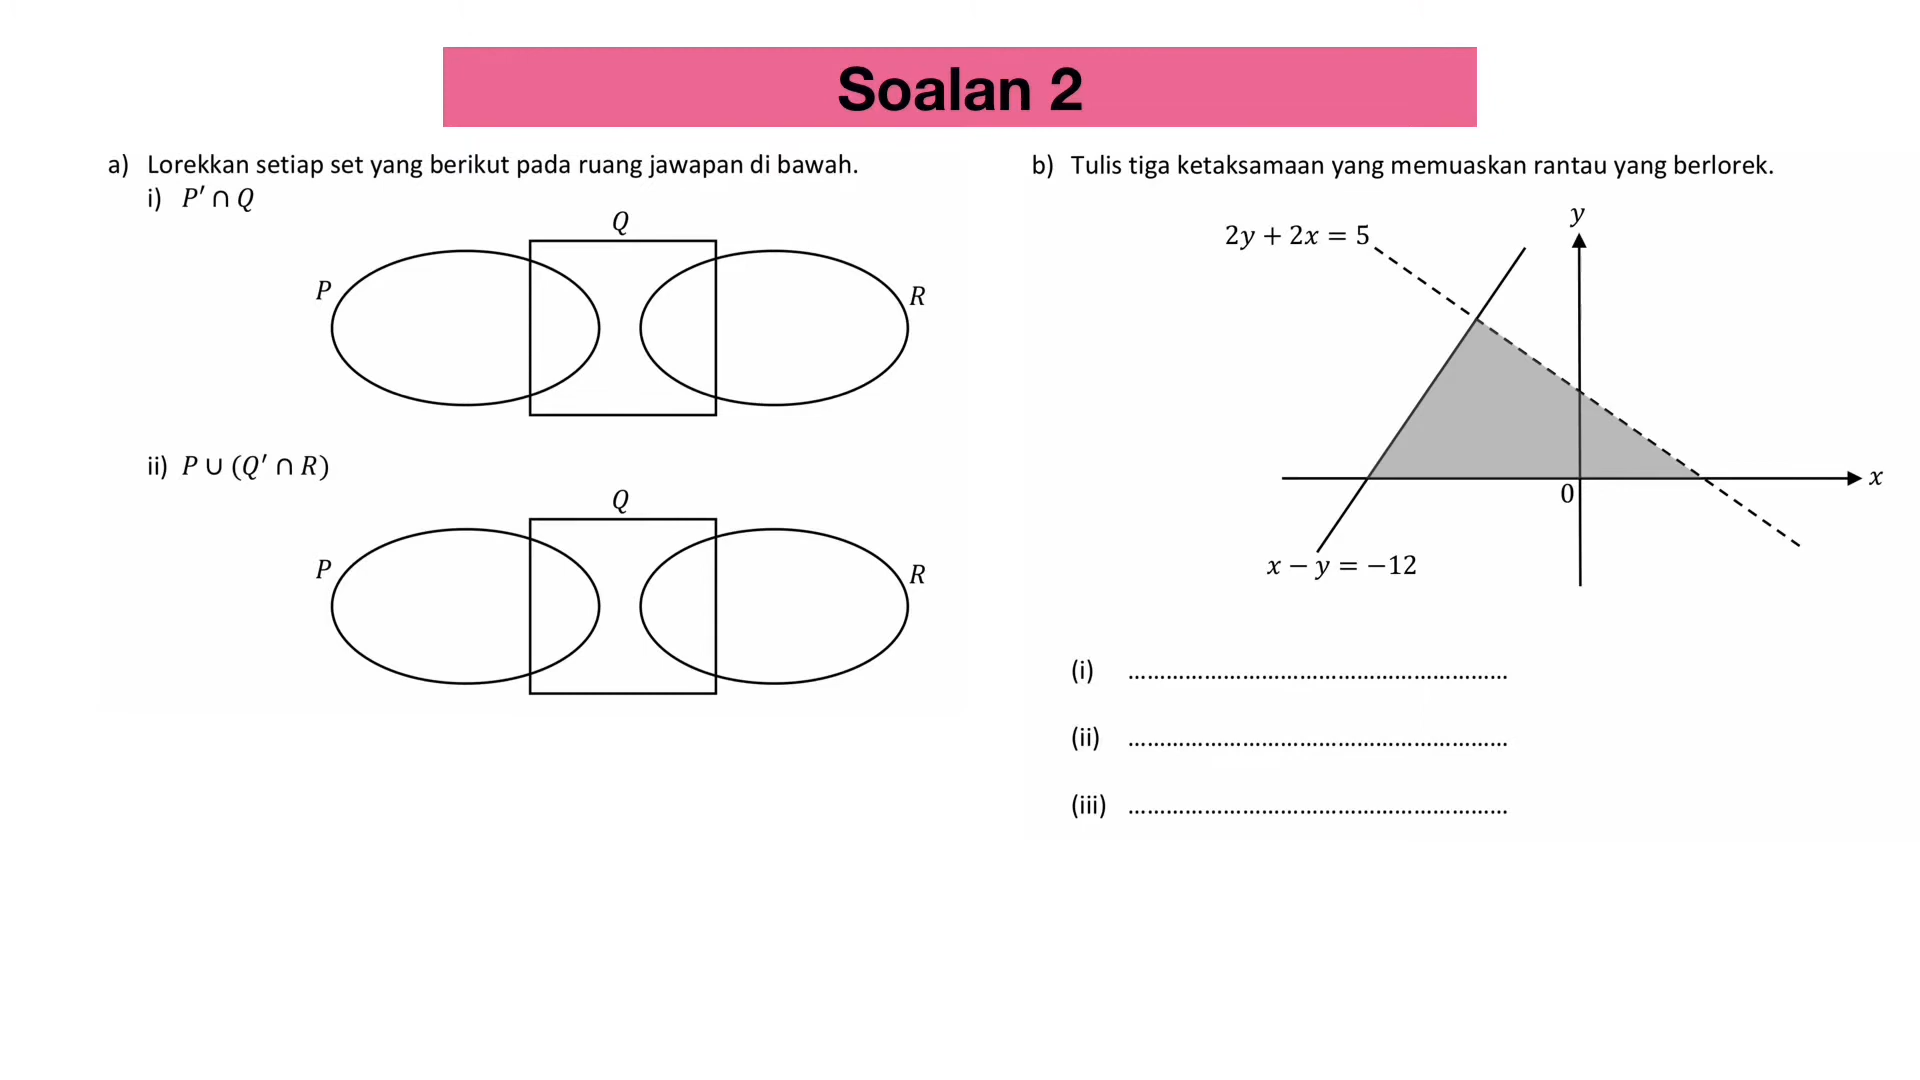 Soalan 2
a) Lorekkan setiap set yang berikut pada ruang jawapan di bawah.
i) P′ ∩ Q
Q
P
R
ii) P ∪ (Q′ ∩ R)
Q
P
R
b) Tulis tiga ketaksamaan yang memuaskan rantau yang berlorek.
y
2y + 2x = 5
x
0
x − y = −12
(i) ............................................................
(ii) ............................................................
(iii) ............................................................